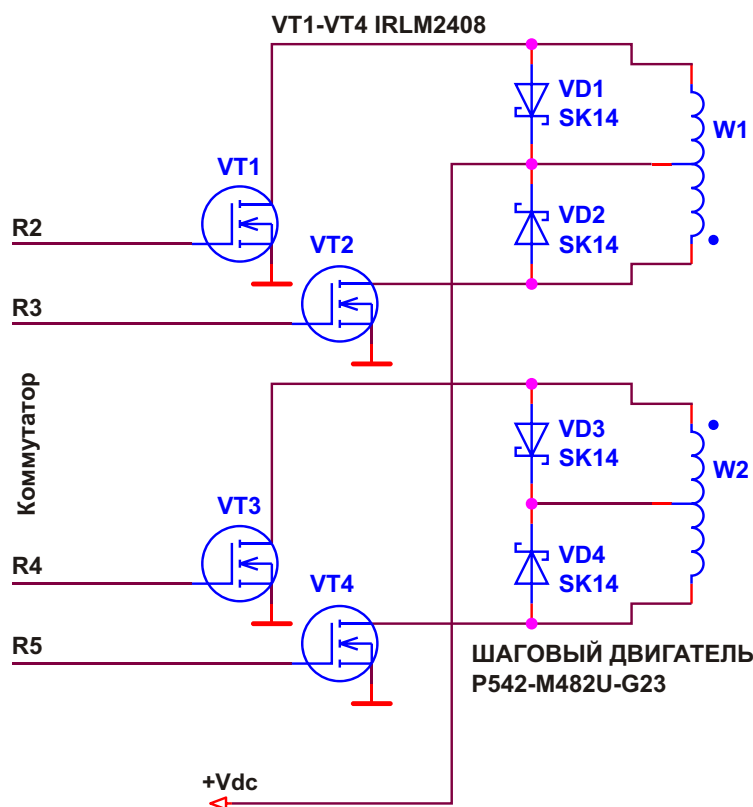 VT1-VT4 IRLM2408
VD1
SK14
W1
VT1
VD2
SK14
R2
VT2
R3
Коммутатор
VD3
SK14
W2
VT3
VD4
SK14
R4
VT4
R5
ШАГОВЫЙ ДВИГАТЕЛЬ
P542-M482U-G23
+Vdc